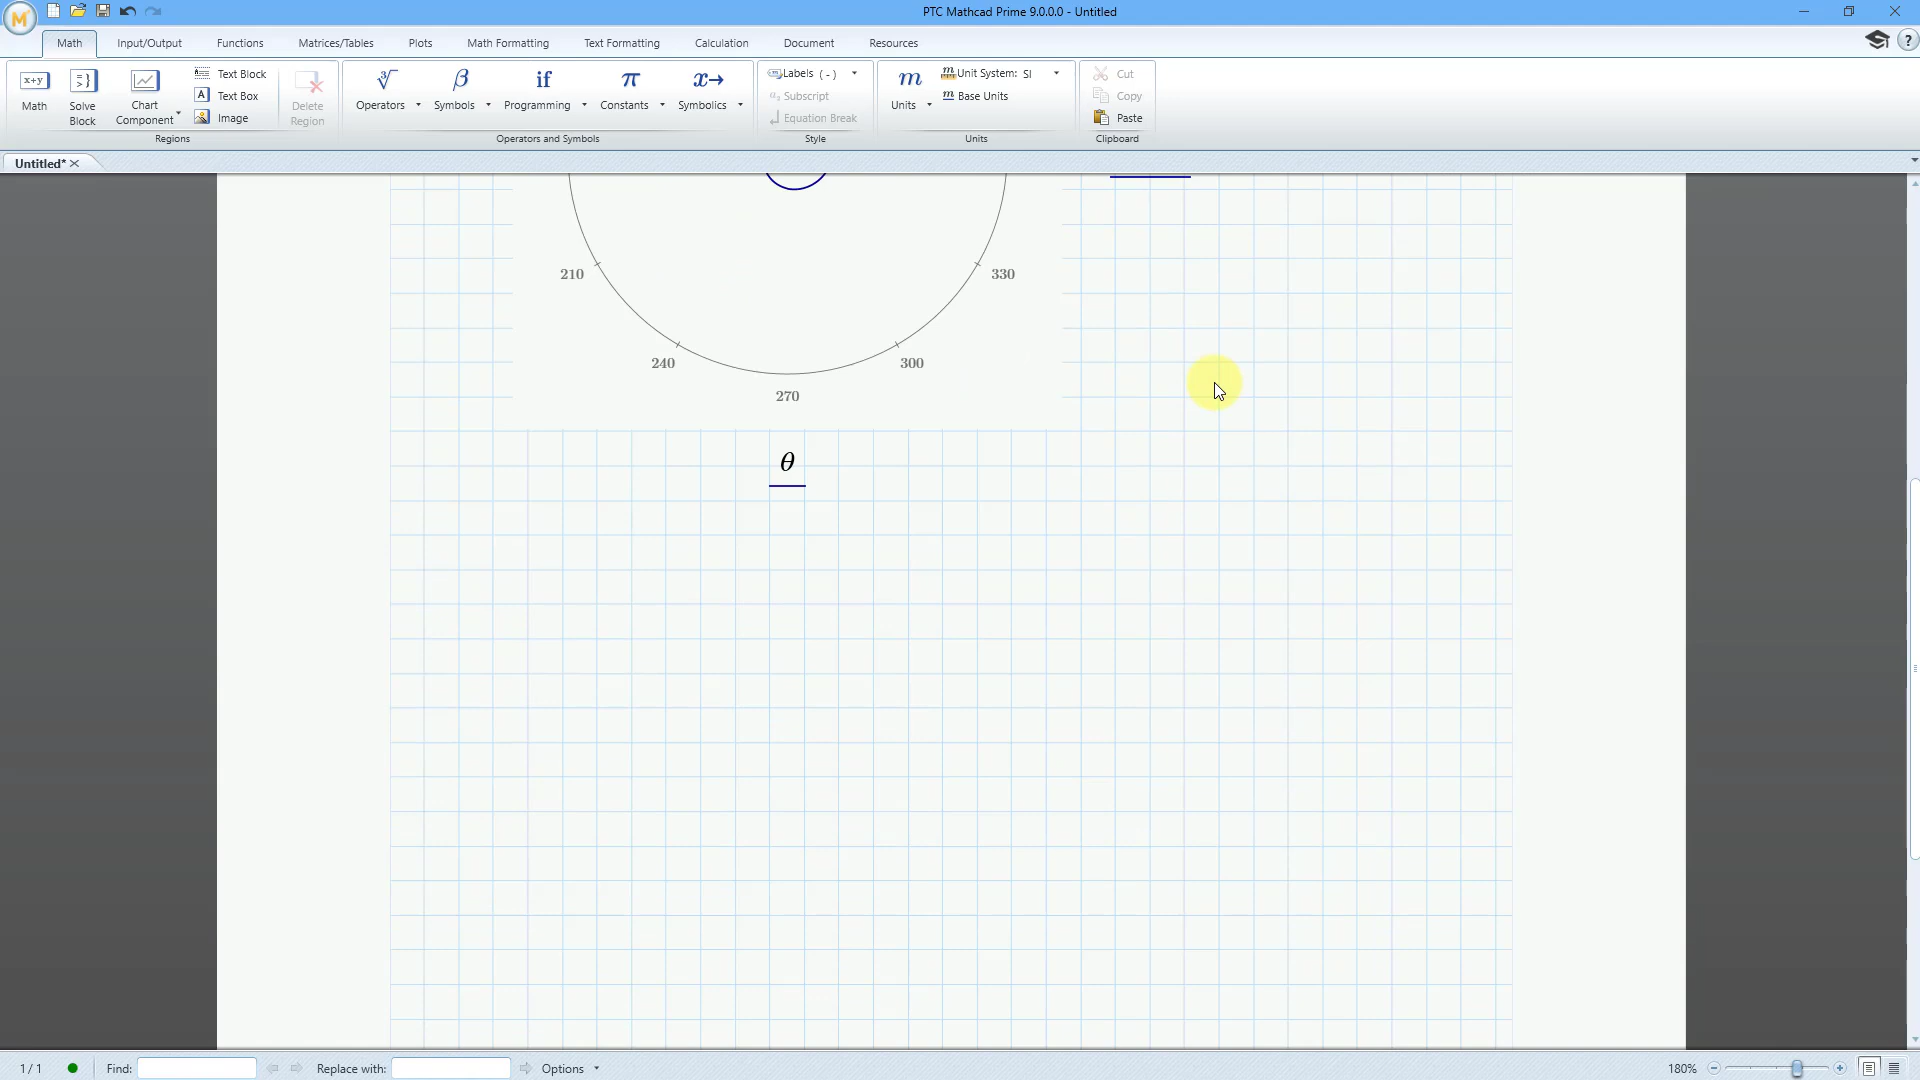 PTC Mathcad Prime 9.0.0.0 - Untitled
Math Input/Output Functions Matrices/Tables Plots Math Formatting Text Formatting Calculation Document Resources
x+y Math
Solve Block
Chart Component
Text Block
Text Box
Image
Delete Region
Regions
Operators
β Symbols
if Programming
π Constants
x→ Symbolics
Operators and Symbols
Labels ( - )
Subscript
Equation Break
Style
m Units
Unit System: SI
Base Units
Units
Cut
Copy
Paste
Clipboard
Untitled*
210
330
240
300
270
θ
1 / 1 Find: Replace with: Options 180%